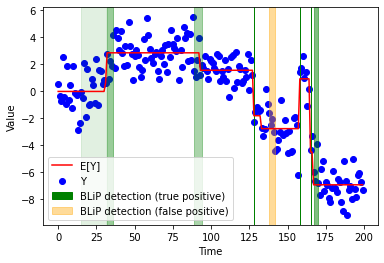 6
4
2
0
−2
−4
−6
−8
Value
E[Y]
Y
BLiP detection (true positive)
BLiP detection (false positive)
0
25
50
75
100
125
150
175
200
Time